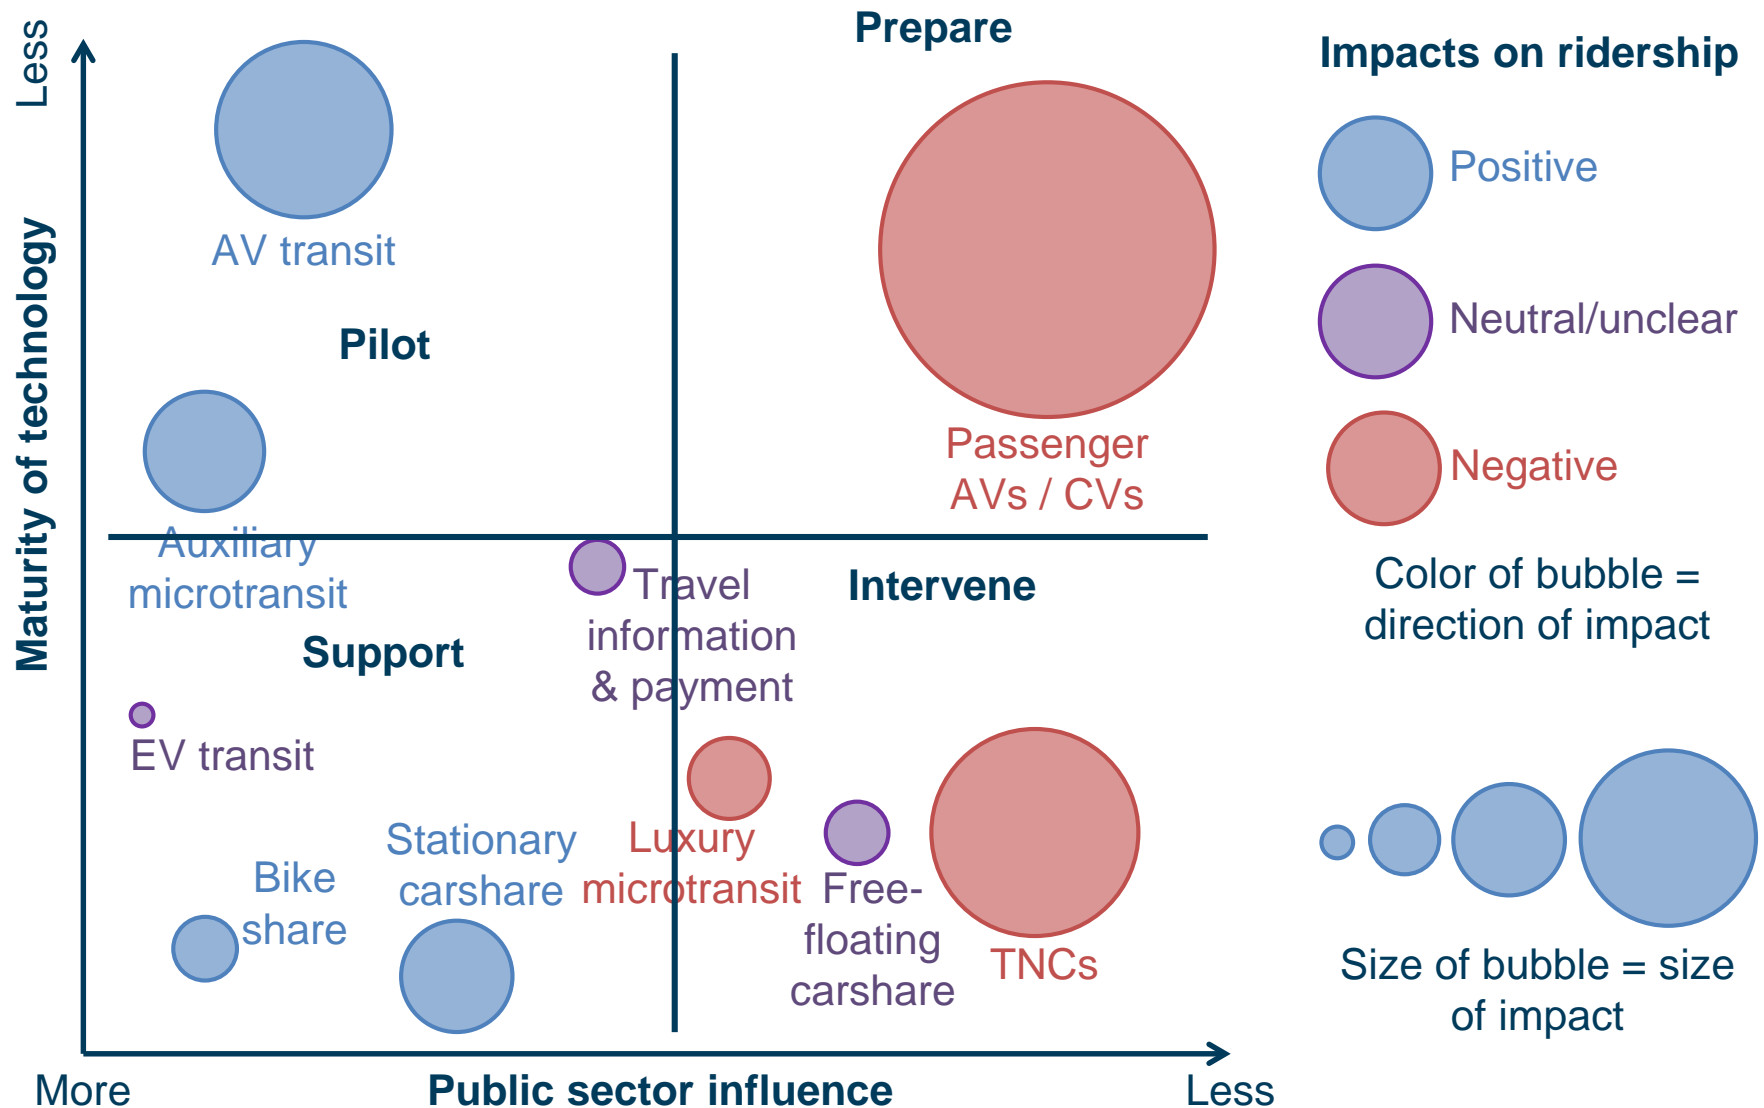 Prepare
Less
Maturity of technology
AV transit
Pilot
Auxiliary
microtransit
Passenger
AVs / CVs
Support
Travel
information
& payment
Intervene
EV transit
Bike
share
Stationary
carshare
Luxury
microtransit
Free-
floating
carshare
TNCs
More
Public sector influence
Less
Impacts on ridership
Positive
Neutral/unclear
Negative
Color of bubble =
direction of impact
Size of bubble = size
of impact